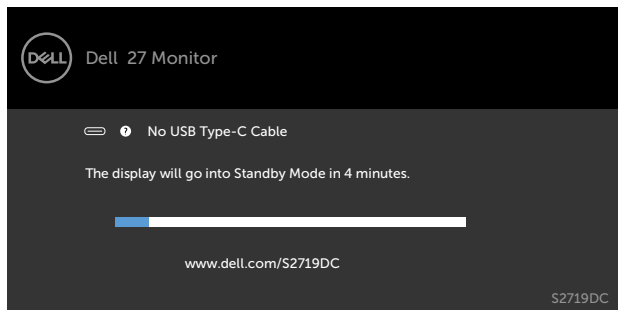 DELL
Dell 27 Monitor
? No USB Type-C Cable
The display will go into Standby Mode in 4 minutes.
www.dell.com/S2719DC
S2719DC